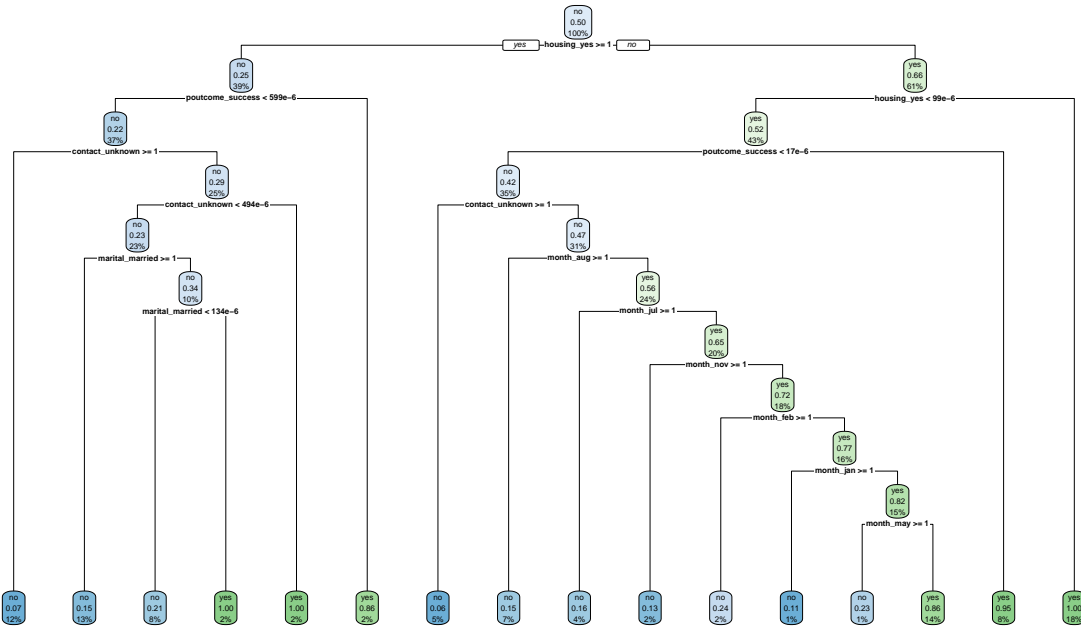 no
0.50
100%
yes housing_yes >= 1 no
no
0.25
39%
yes
0.66
61%
poutcome_success < 599e−6
housing_yes < 99e−6
no
0.22
37%
yes
0.52
43%
contact_unknown >= 1
poutcome_success < 17e−6
no
0.29
25%
no
0.42
35%
contact_unknown < 494e−6
contact_unknown >= 1
no
0.23
23%
no
0.47
31%
marital_married >= 1
month_aug >= 1
no
0.34
10%
yes
0.56
24%
marital_married < 134e−6
month_jul >= 1
yes
0.65
20%
month_nov >= 1
yes
0.72
18%
month_feb >= 1
yes
0.77
16%
month_jan >= 1
yes
0.82
15%
month_may >= 1
no no no yes yes yes no no no no no no no yes yes yes
0.07 0.15 0.21 1.00 1.00 0.86 0.06 0.15 0.16 0.13 0.24 0.11 0.23 0.86 0.95 1.00
12% 13% 8% 2% 2% 2% 5% 7% 4% 2% 2% 1% 1% 14% 8% 18%